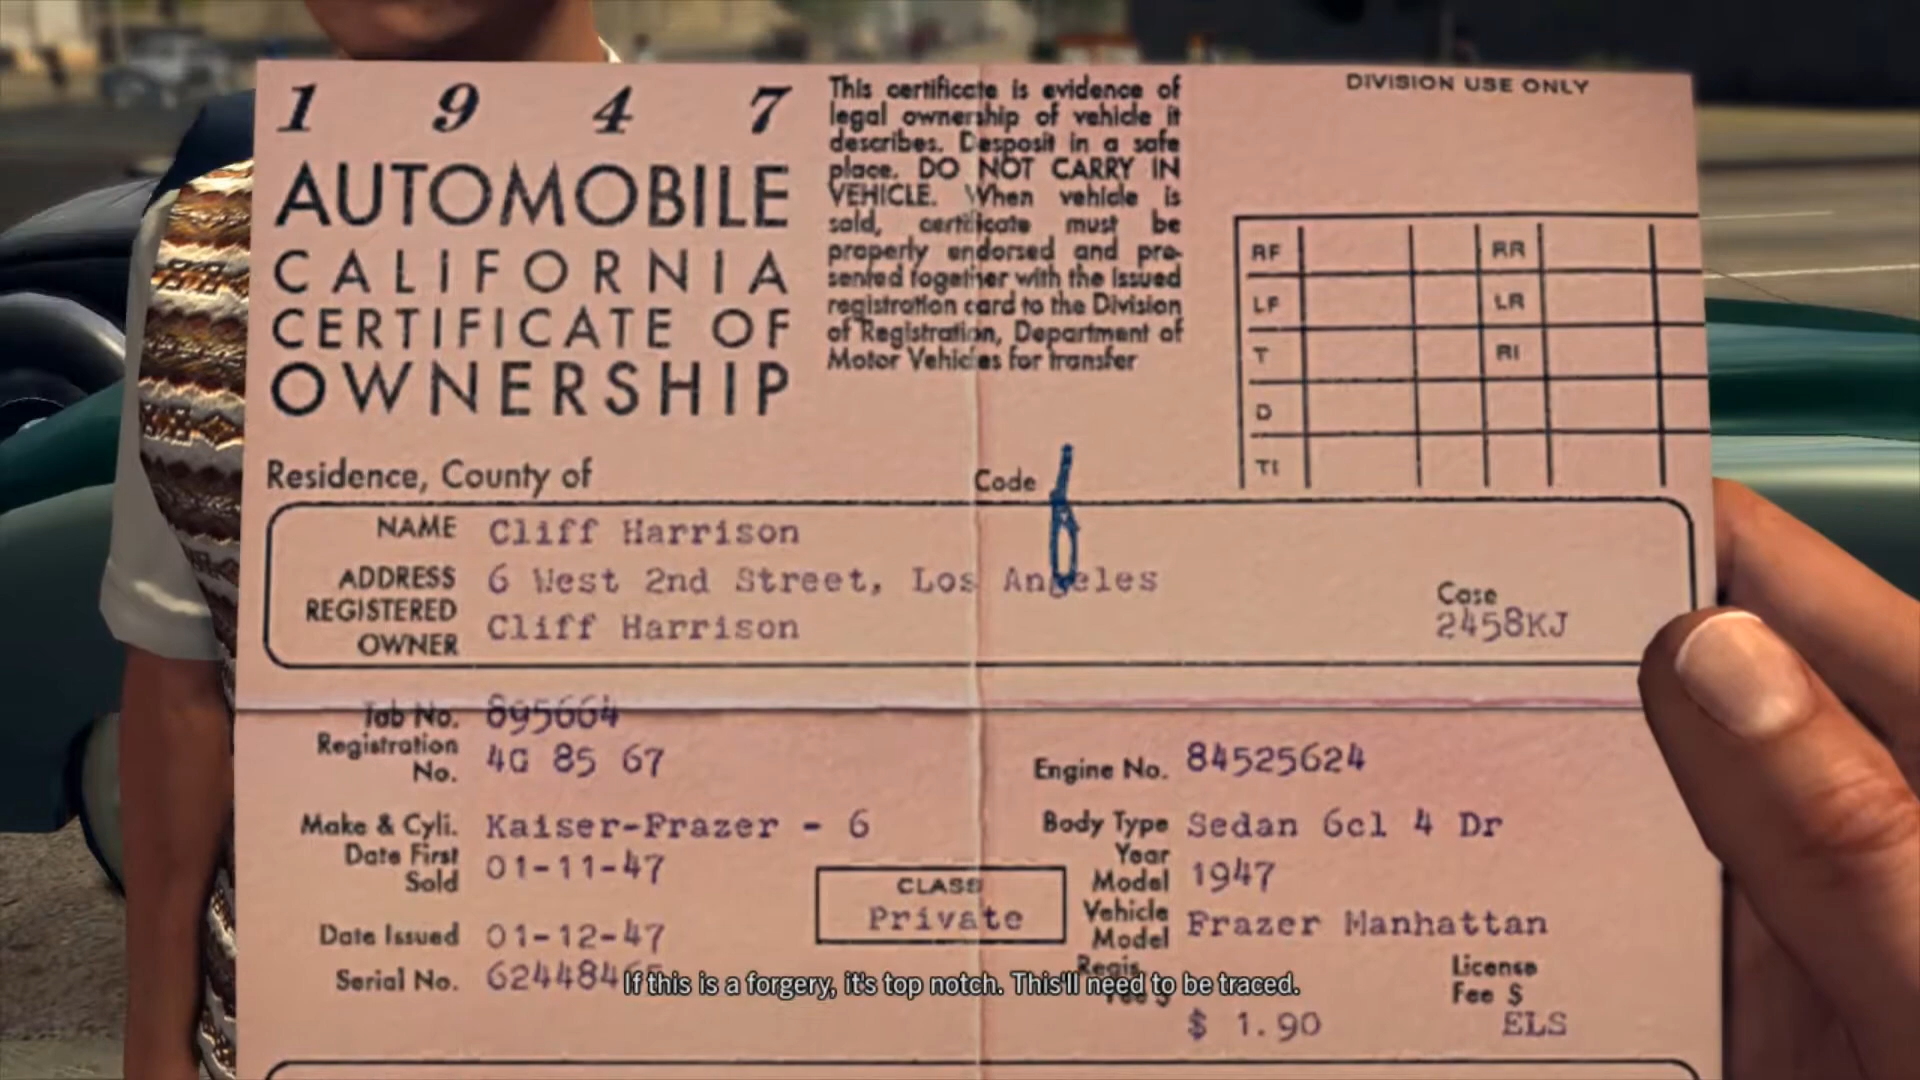 1 9 4 7
AUTOMOBILE
CALIFORNIA
CERTIFICATE OF
OWNERSHIP
This certificate is evidence of
legal ownership of vehicle it
describes. Desposit in a safe
place. DO NOT CARRY IN
VEHICLE. When vehicle is
sold, certificate must be
properly endorsed and pre-
sented together with the issued
registration card to the Division
of Registration, Department of
Motor Vehicles for transfer
DIVISION USE ONLY
RF RR
LF LR
T RI
D
TI
Residence, County of
Code 6
NAME Cliff Harrison
ADDRESS 6 West 2nd Street, Los Angeles
REGISTERED
OWNER Cliff Harrison
Case
2458KJ
Tab No. 895664
Registration
No. 4G 85 67
Engine No. 84525624
Make & Cyli. Kaiser-Frazer - 6
Body Type Sedan 6cl 4 Dr
Date First
Sold 01-11-47
Year
Model 1947
CLASS
Private
Vehicle
Model Frazer Manhattan
Date Issued 01-12-47
Serial No.
Regis
Fee $
$ 1.90
License
Fee $
ELS
If this is a forgery, it's top notch. This'll need to be traced.